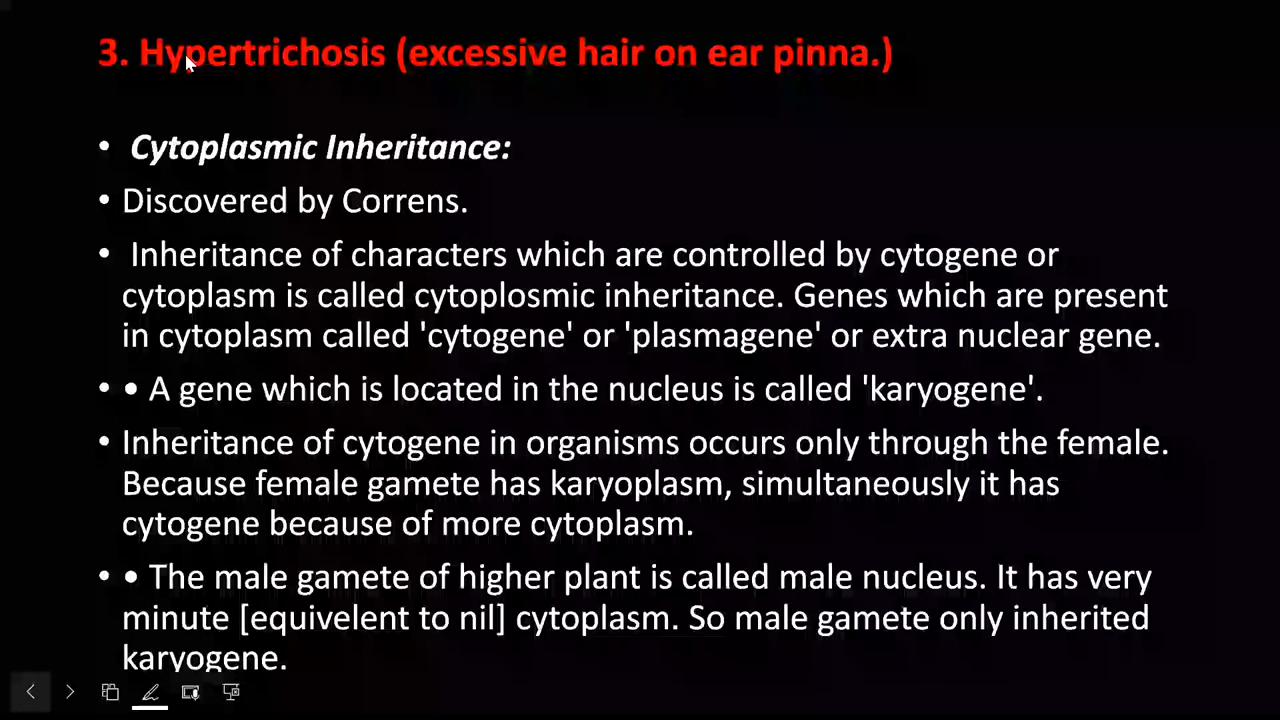 3. Hypertrichosis (excessive hair on ear pinna.)
• Cytoplasmic Inheritance:
• Discovered by Correns.
• Inheritance of characters which are controlled by cytogene or
cytoplasm is called cytoplosmic inheritance. Genes which are present
in cytoplasm called 'cytogene' or 'plasmagene' or extra nuclear gene.
• • A gene which is located in the nucleus is called 'karyogene'.
• Inheritance of cytogene in organisms occurs only through the female.
Because female gamete has karyoplasm, simultaneously it has
cytogene because of more cytoplasm.
• • The male gamete of higher plant is called male nucleus. It has very
minute [equivelent to nil] cytoplasm. So male gamete only inherited
karyogene.